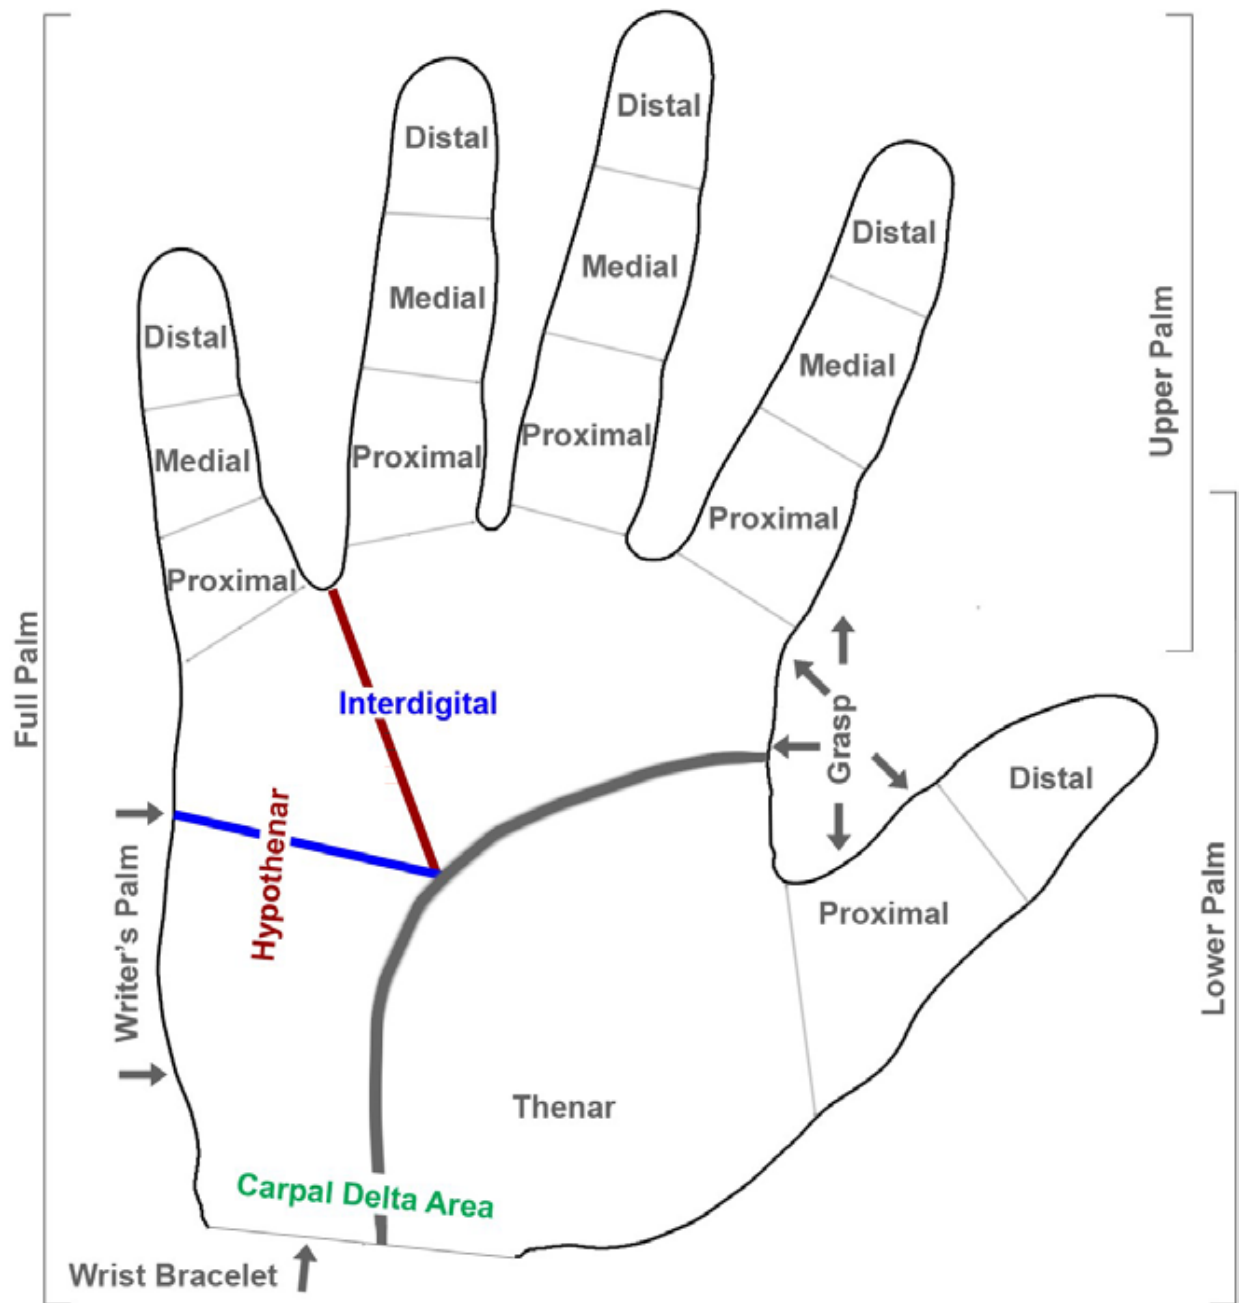 Distal
Distal
Distal
Distal
Medial
Medial
Distal
Medial
Upper Palm
Proximal
Proximal
Medial
Proximal
Proximal
Full Palm
Interdigital
Grasp
Distal
Hypothenar
Proximal
Writer's Palm
Lower Palm
Thenar
Carpal Delta Area
Wrist Bracelet